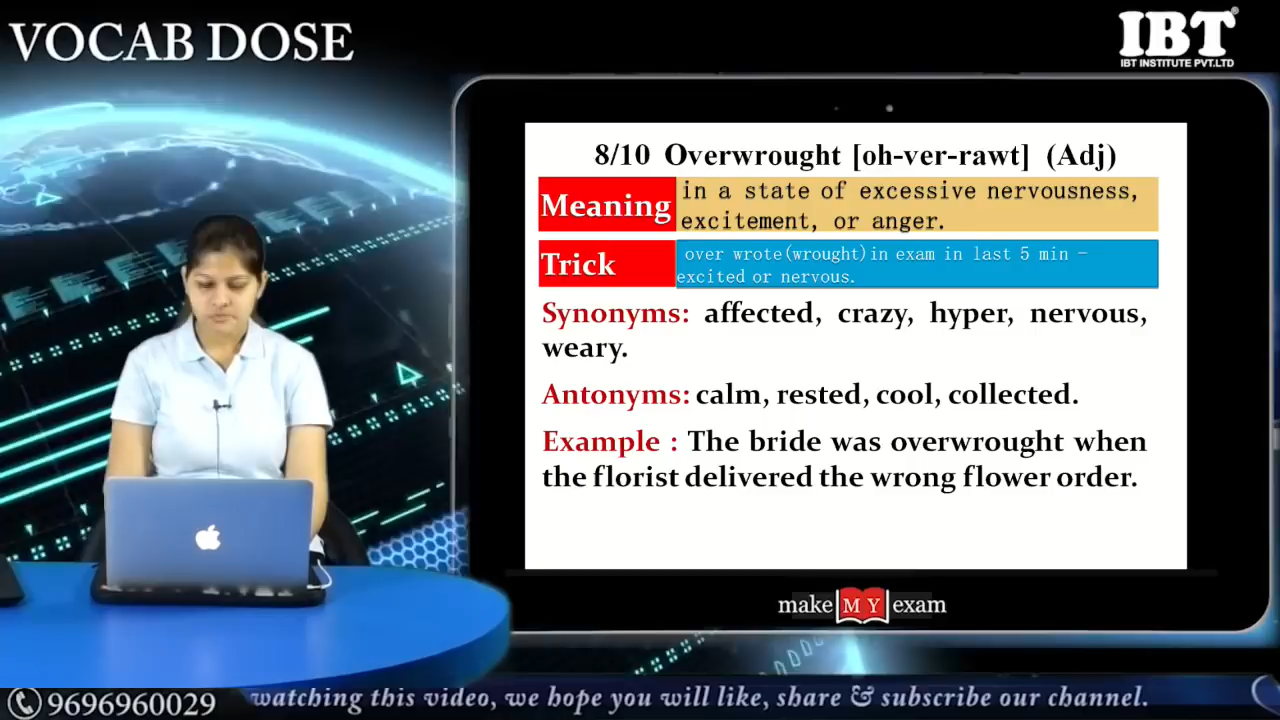 VOCAB DOSE
IBT®
IBT INSTITUTE PVT.LTD
8/10 Overwrought [oh-ver-rawt] (Adj)
Meaning
in a state of excessive nervousness,
excitement, or anger.
Trick
over wrote(wrought)in exam in last 5 min –
excited or nervous.
Synonyms: affected, crazy, hyper, nervous,
weary.
Antonyms: calm, rested, cool, collected.
Example : The bride was overwrought when
the florist delivered the wrong flower order.
make MY exam
9696960029
watching this video, we hope you will like, share & subscribe our channel.